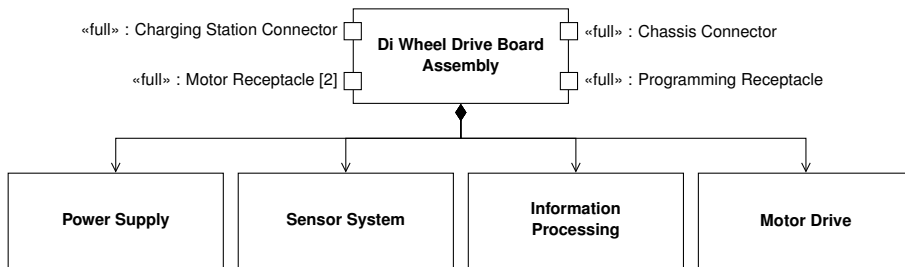 «full» : Charging Station Connector
Di Wheel Drive Board
Assembly
«full» : Chassis Connector
«full» : Motor Receptacle [2]
«full» : Programming Receptacle
Power Supply
Sensor System
Information
Processing
Motor Drive